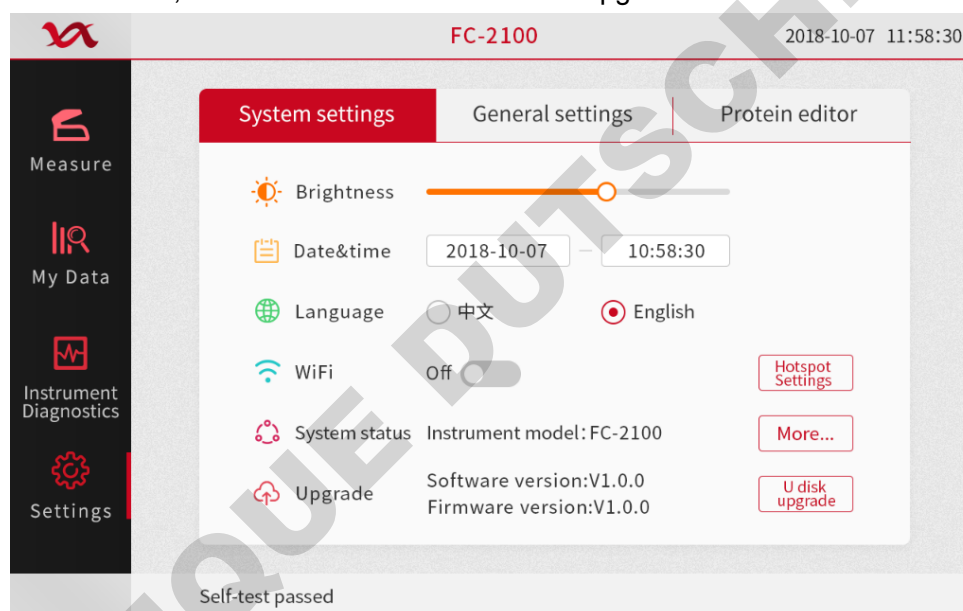 FC-2100 2018-10-07 11:58:30
System settings General settings Protein editor
Measure
My Data
Instrument
Diagnostics
Settings
Brightness
Date&time 2018-10-07 10:58:30
Language 中文 English
WiFi Off Hotspot
Settings
System status Instrument model:FC-2100 More...
Upgrade Software version:V1.0.0
Firmware version:V1.0.0
U disk
upgrade
Self-test passed